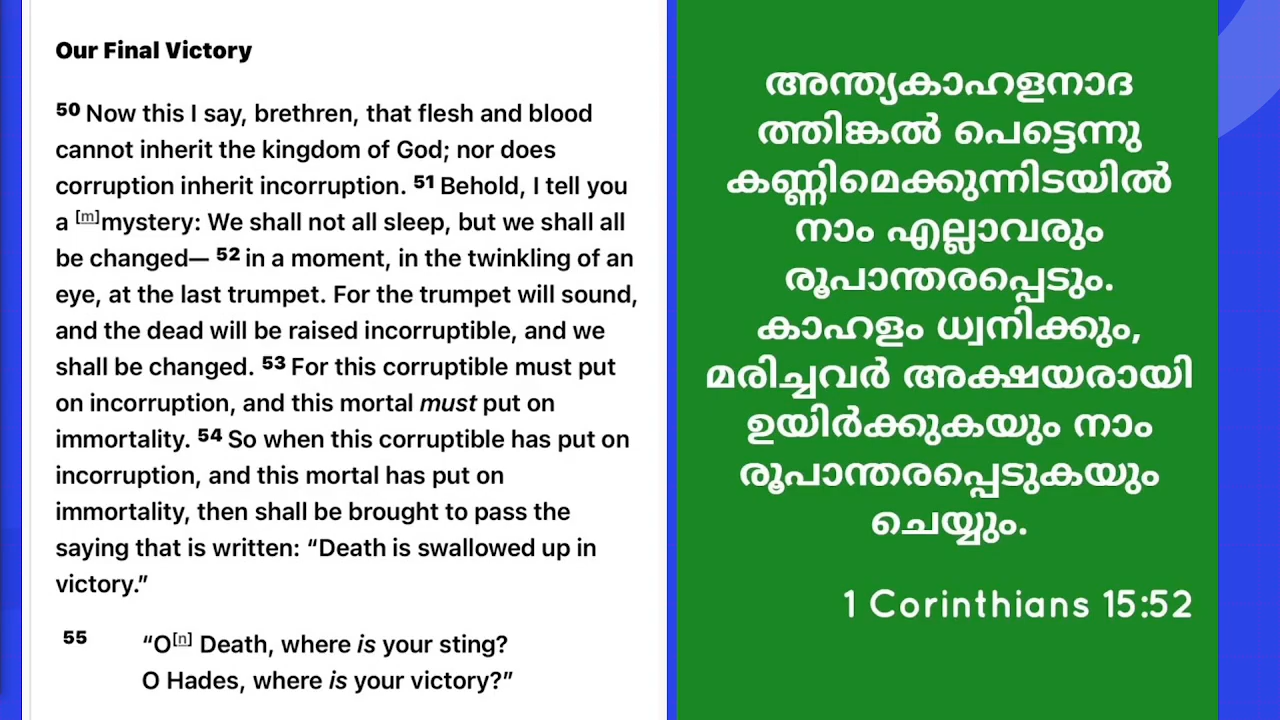 Our Final Victory
50 Now this I say, brethren, that flesh and blood
cannot inherit the kingdom of God; nor does
corruption inherit incorruption. 51 Behold, I tell you
a [m]mystery: We shall not all sleep, but we shall all
be changed— 52 in a moment, in the twinkling of an
eye, at the last trumpet. For the trumpet will sound,
and the dead will be raised incorruptible, and we
shall be changed. 53 For this corruptible must put
on incorruption, and this mortal must put on
immortality. 54 So when this corruptible has put on
incorruption, and this mortal has put on
immortality, then shall be brought to pass the
saying that is written: “Death is swallowed up in
victory.”
55 “O[n] Death, where is your sting?
O Hades, where is your victory?”
അന്ത്യകാഹളനാദ
ത്തിങ്കൽ പെട്ടെന്നു
കണ്ണിമെക്കുന്നിടയിൽ
നാം എല്ലാവരും
രൂപാന്തരപ്പെടും.
കാഹളം ധ്വനിക്കും,
മരിച്ചവർ അക്ഷയരായി
ഉയിർക്കുകയും നാം
രൂപാന്തരപ്പെടുകയും
ചെയ്യും.
1 Corinthians 15:52